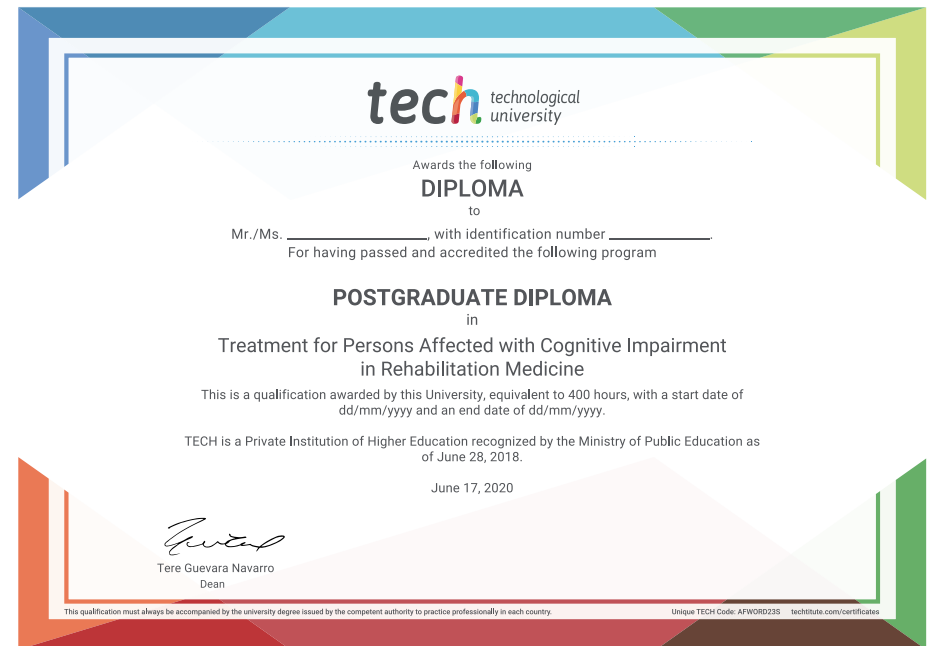 tech technological
university
Awards the following
DIPLOMA
to
Mr./Ms. ____________________, with identification number ______________.
For having passed and accredited the following program
POSTGRADUATE DIPLOMA
in
Treatment for Persons Affected with Cognitive Impairment
in Rehabilitation Medicine
This is a qualification awarded by this University, equivalent to 400 hours, with a start date of
dd/mm/yyyy and an end date of dd/mm/yyyy.
TECH is a Private Institution of Higher Education recognized by the Ministry of Public Education as
of June 28, 2018.
June 17, 2020
Tere Guevara Navarro
Dean
This qualification must always be accompanied by the university degree issued by the competent authority to practice professionally in each country. Unique TECH Code: AFWORD23S techtitute.com/certificates